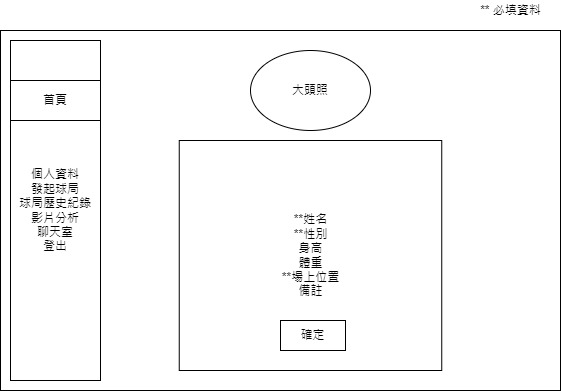 ** 必填資料
首頁
個人資料
發起球局
球局歷史紀錄
影片分析
聊天室
登出
大頭照
**姓名
**性別
身高
體重
**場上位置
備註
確定